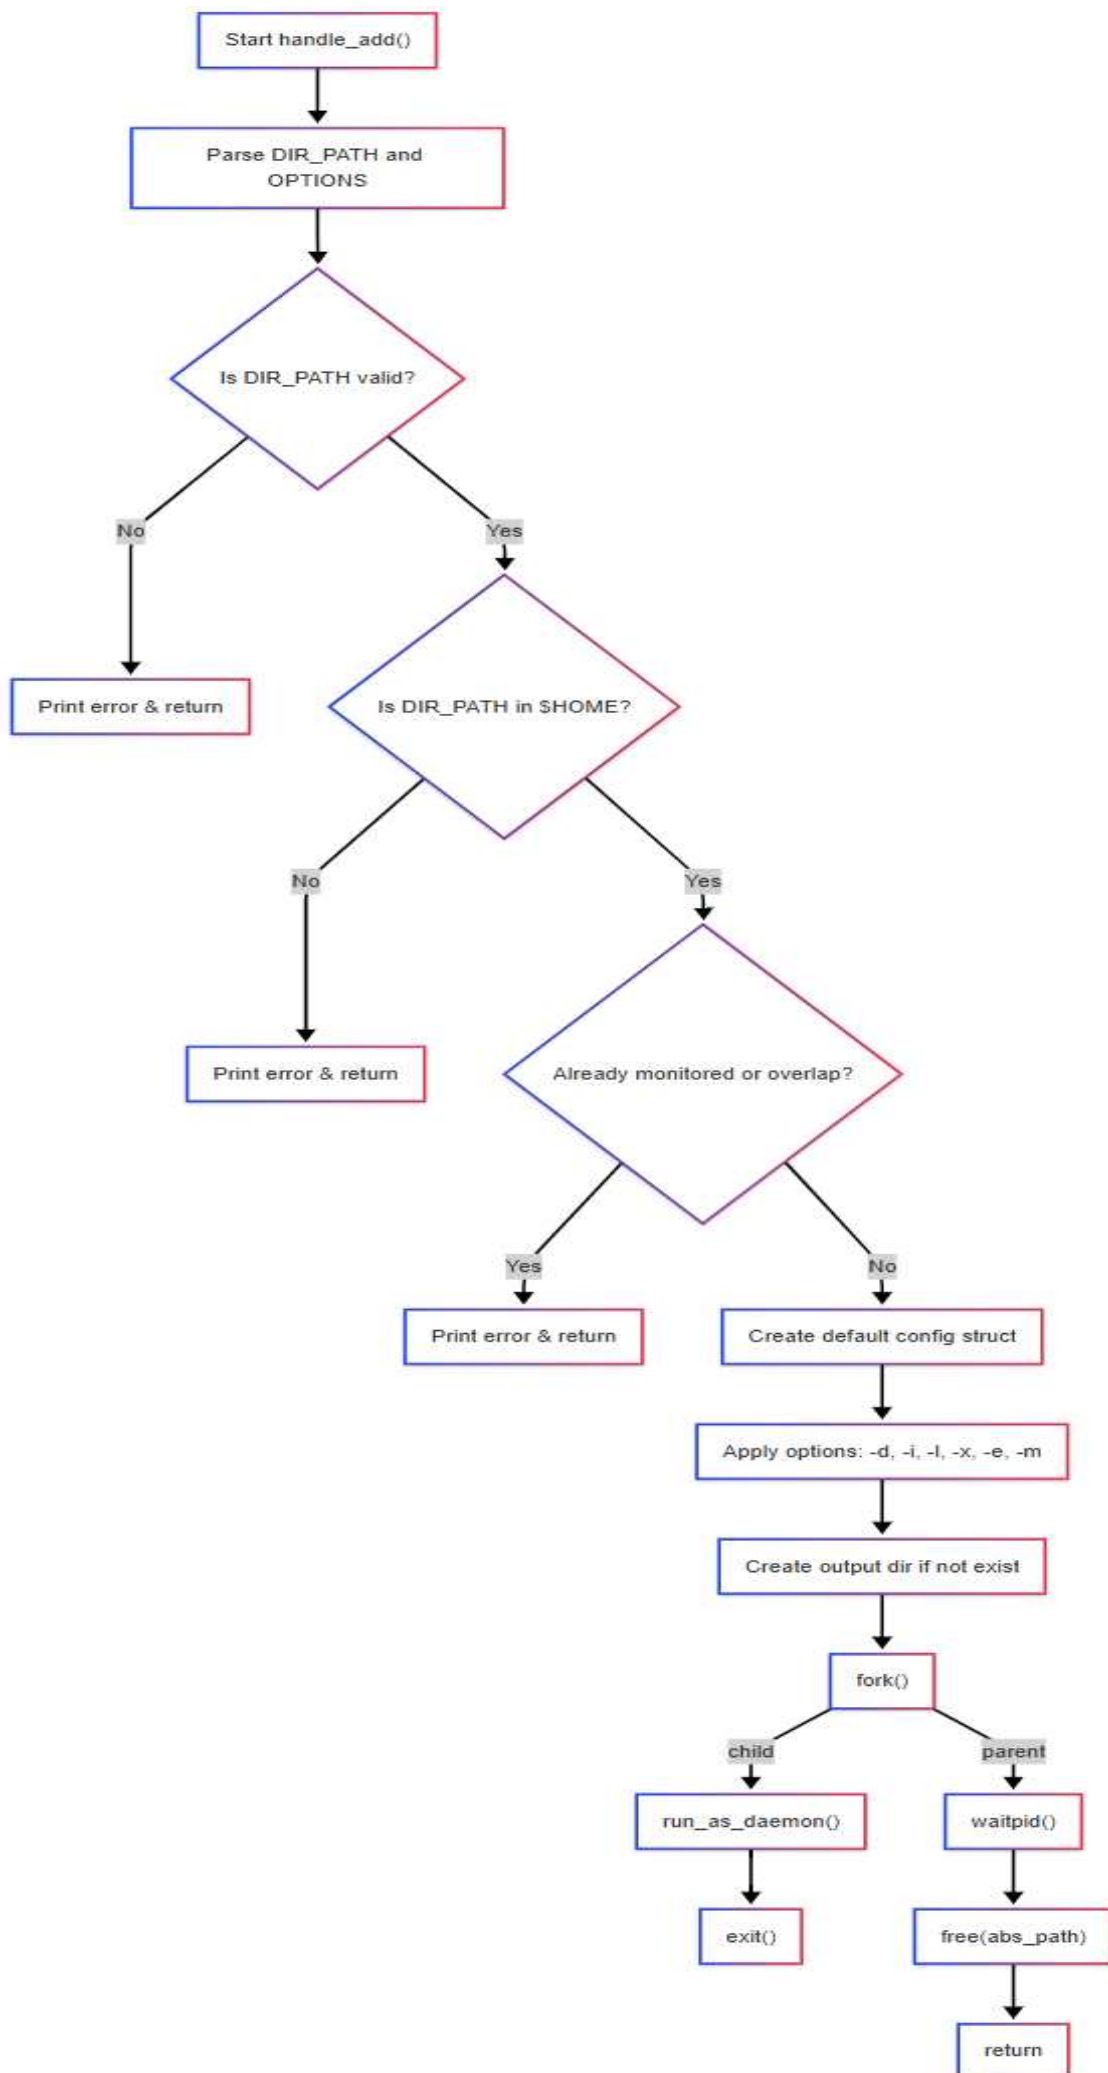 Start handle_add()
Parse DIR_PATH and
OPTIONS
Is DIR_PATH valid?
No
Yes
Print error & return
Is DIR_PATH in $HOME?
No
Yes
Print error & return
Already monitored or overlap?
Yes
No
Print error & return
Create default config struct
Apply options: -d, -i, -l, -x, -e, -m
Create output dir if not exist
fork()
child
parent
run_as_daemon()
waitpid()
exit()
free(abs_path)
return